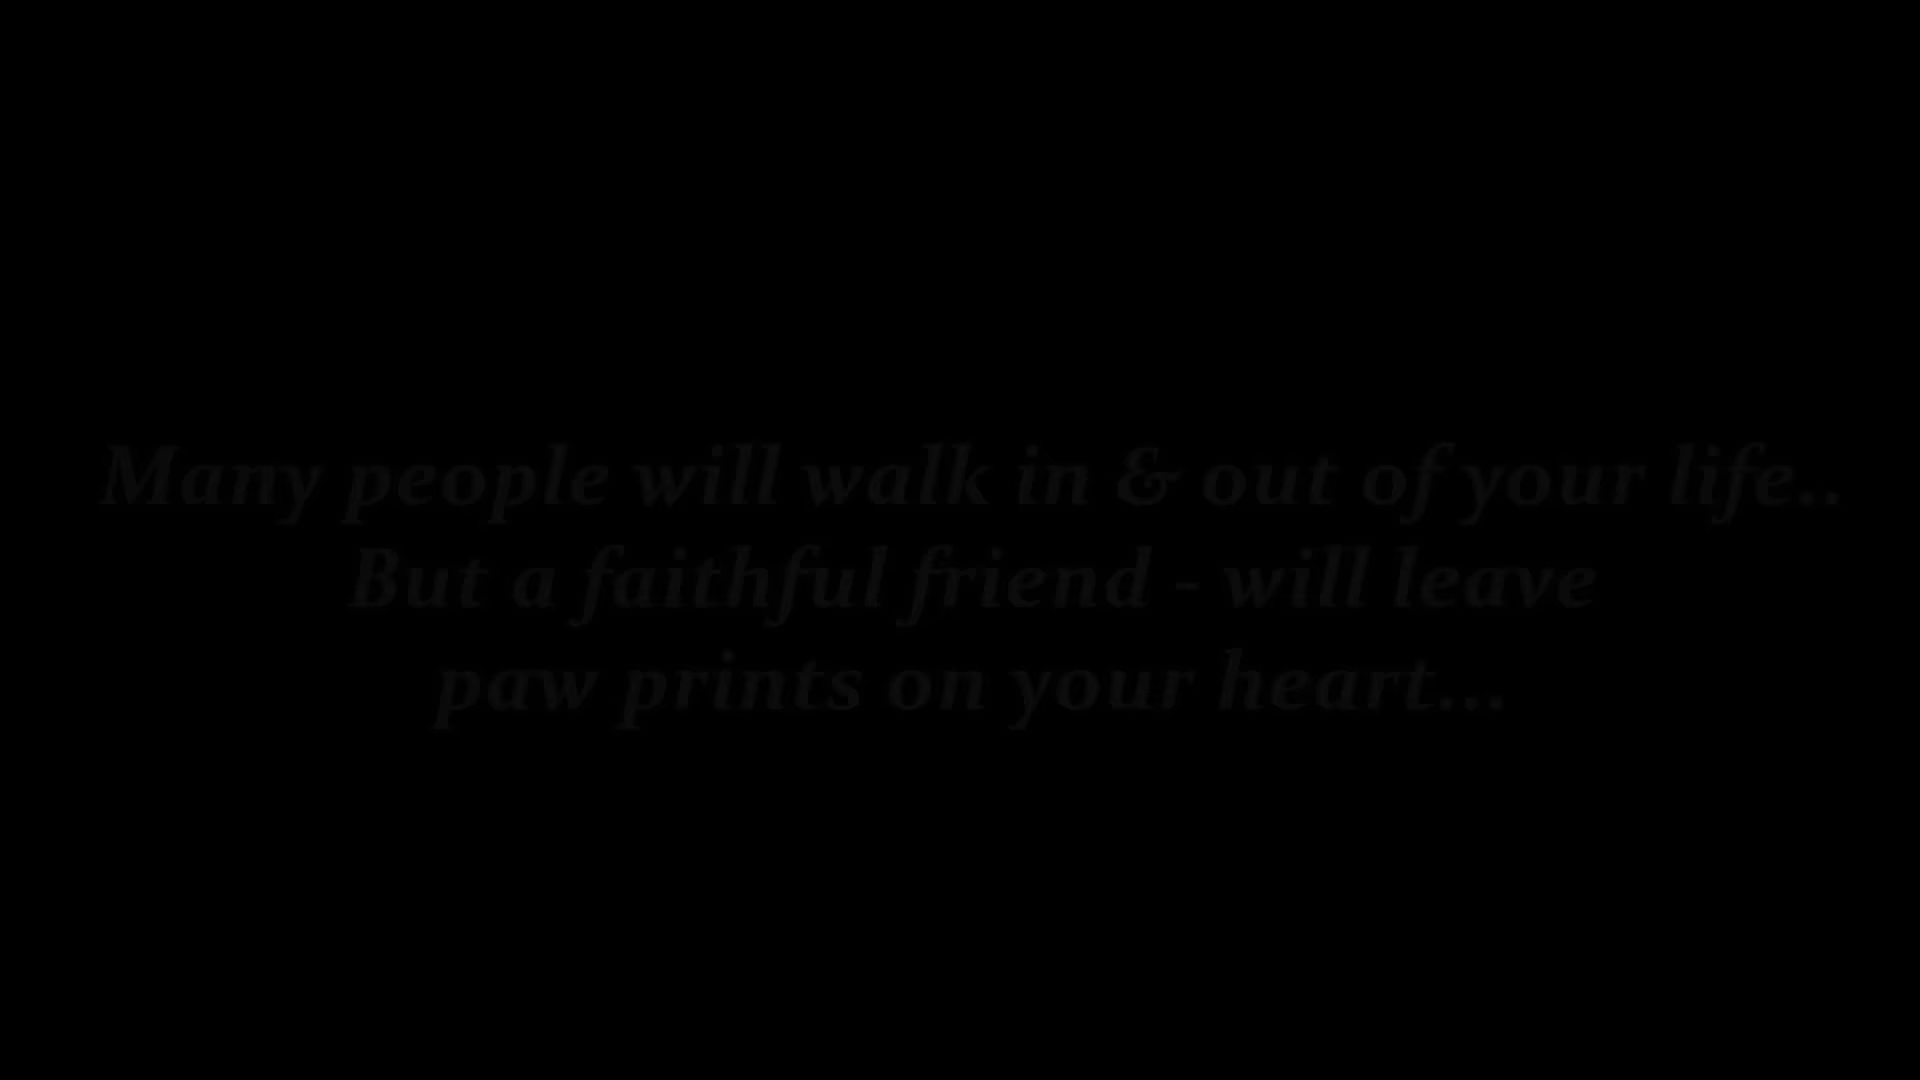 Many people will walk in & out of your life..
But a faithful friend - will leave
paw prints on your heart...